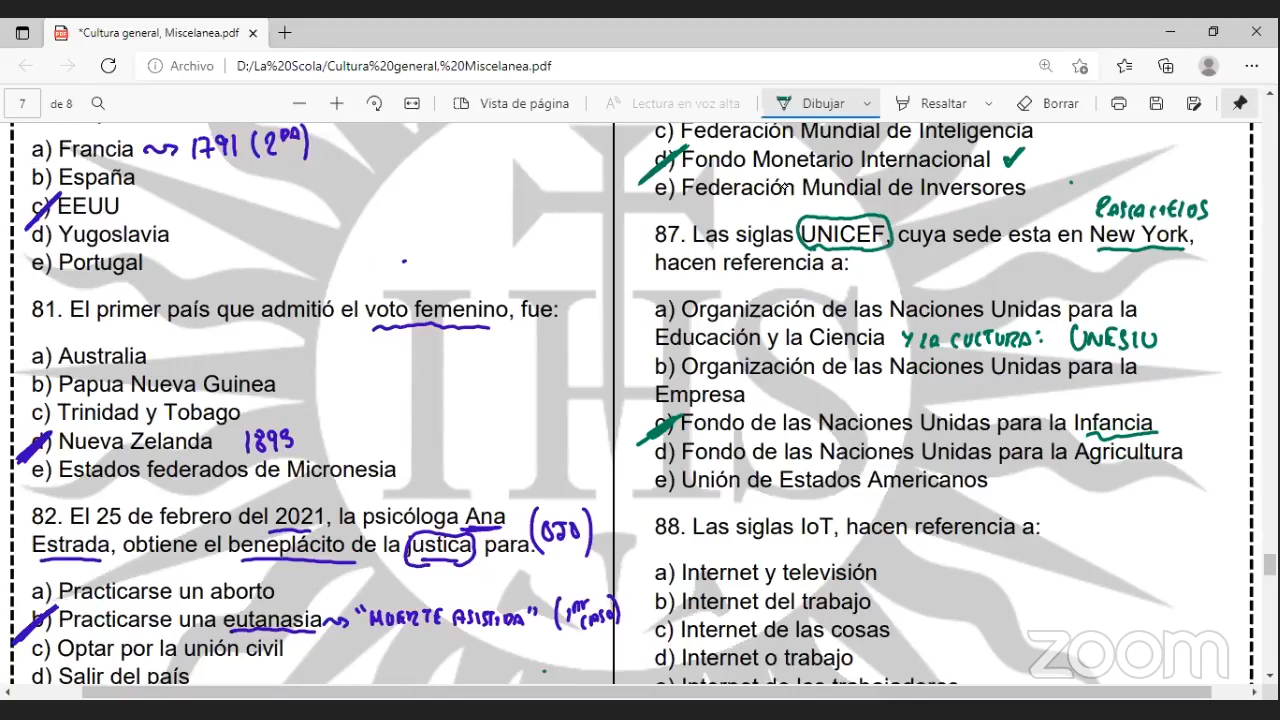 *Cultura general, Miscelanea.pdf
Archivo D:/La%20Scola/Cultura%20general,%20Miscelanea.pdf
7 de 8 Vista de página Lectura en voz alta Dibujar Resaltar Borrar
a) Francia 1791 (2DA)
b) España
c) EEUU
d) Yugoslavia
e) Portugal
81. El primer país que admitió el voto femenino, fue:
a) Australia
b) Papua Nueva Guinea
c) Trinidad y Tobago
d) Nueva Zelanda 1893
e) Estados federados de Micronesia
82. El 25 de febrero del 2021, la psicóloga Ana
Estrada, obtiene el beneplácito de la justica para: (OJO)
a) Practicarse un aborto
b) Practicarse una eutanasia "MUERTE ASISTIDA" (1er CASO)
c) Optar por la unión civil
d) Salir del país
c) Federación Mundial de Inteligencia
d) Fondo Monetario Internacional
e) Federación Mundial de Inversores
Rascacielos
87. Las siglas UNICEF, cuya sede esta en New York,
hacen referencia a:
a) Organización de las Naciones Unidas para la
Educación y la Ciencia Y la CULTURA: UNESCO
b) Organización de las Naciones Unidas para la
Empresa
c) Fondo de las Naciones Unidas para la Infancia
d) Fondo de las Naciones Unidas para la Agricultura
e) Unión de Estados Americanos
88. Las siglas IoT, hacen referencia a:
a) Internet y televisión
b) Internet del trabajo
c) Internet de las cosas
d) Internet o trabajo
e) Internet de los trabajadores
IHS
zoom